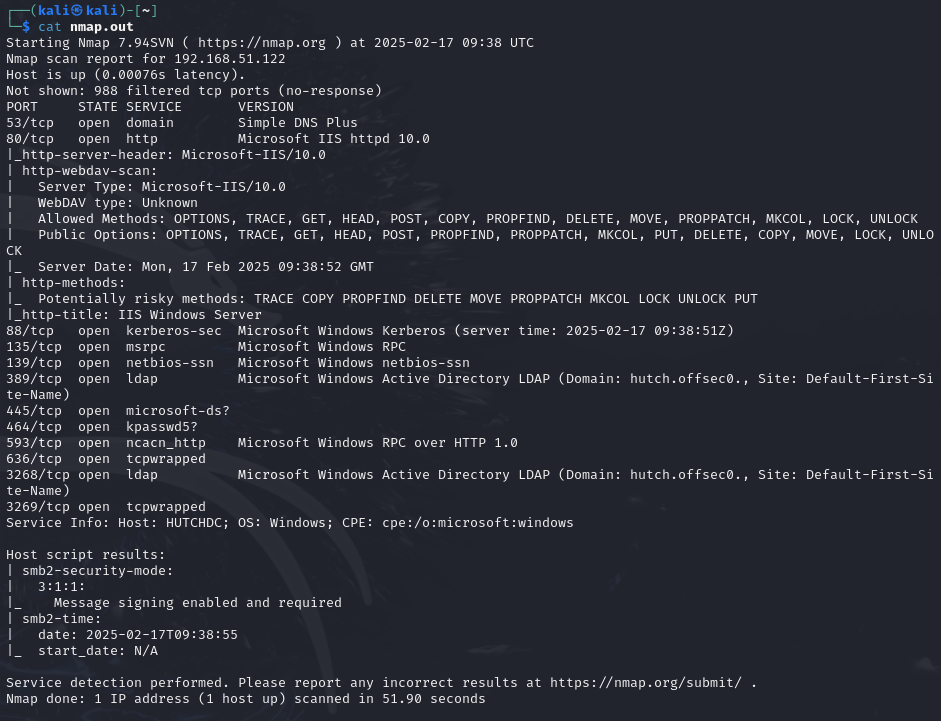 ┌──(kali㉿kali)-[~]
└─$ cat nmap.out
Starting Nmap 7.94SVN ( https://nmap.org ) at 2025-02-17 09:38 UTC
Nmap scan report for 192.168.51.122
Host is up (0.00076s latency).
Not shown: 988 filtered tcp ports (no-response)
PORT     STATE SERVICE       VERSION
53/tcp   open  domain        Simple DNS Plus
80/tcp   open  http          Microsoft IIS httpd 10.0
|_http-server-header: Microsoft-IIS/10.0
| http-webdav-scan:
|   Server Type: Microsoft-IIS/10.0
|   WebDAV type: Unknown
|   Allowed Methods: OPTIONS, TRACE, GET, HEAD, POST, COPY, PROPFIND, DELETE, MOVE, PROPPATCH, MKCOL, LOCK, UNLOCK
|   Public Options: OPTIONS, TRACE, GET, HEAD, POST, PROPFIND, PROPPATCH, MKCOL, PUT, DELETE, COPY, MOVE, LOCK, UNLO
CK
|_  Server Date: Mon, 17 Feb 2025 09:38:52 GMT
| http-methods:
|_  Potentially risky methods: TRACE COPY PROPFIND DELETE MOVE PROPPATCH MKCOL LOCK UNLOCK PUT
|_http-title: IIS Windows Server
88/tcp   open  kerberos-sec  Microsoft Windows Kerberos (server time: 2025-02-17 09:38:51Z)
135/tcp  open  msrpc         Microsoft Windows RPC
139/tcp  open  netbios-ssn   Microsoft Windows netbios-ssn
389/tcp  open  ldap          Microsoft Windows Active Directory LDAP (Domain: hutch.offsec0., Site: Default-First-Si
te-Name)
445/tcp  open  microsoft-ds?
464/tcp  open  kpasswd5?
593/tcp  open  ncacn_http    Microsoft Windows RPC over HTTP 1.0
636/tcp  open  tcpwrapped
3268/tcp open  ldap          Microsoft Windows Active Directory LDAP (Domain: hutch.offsec0., Site: Default-First-Si
te-Name)
3269/tcp open  tcpwrapped
Service Info: Host: HUTCHDC; OS: Windows; CPE: cpe:/o:microsoft:windows

Host script results:
| smb2-security-mode:
|   3:1:1:
|_    Message signing enabled and required
| smb2-time:
|   date: 2025-02-17T09:38:55
|_  start_date: N/A

Service detection performed. Please report any incorrect results at https://nmap.org/submit/ .
Nmap done: 1 IP address (1 host up) scanned in 51.90 seconds